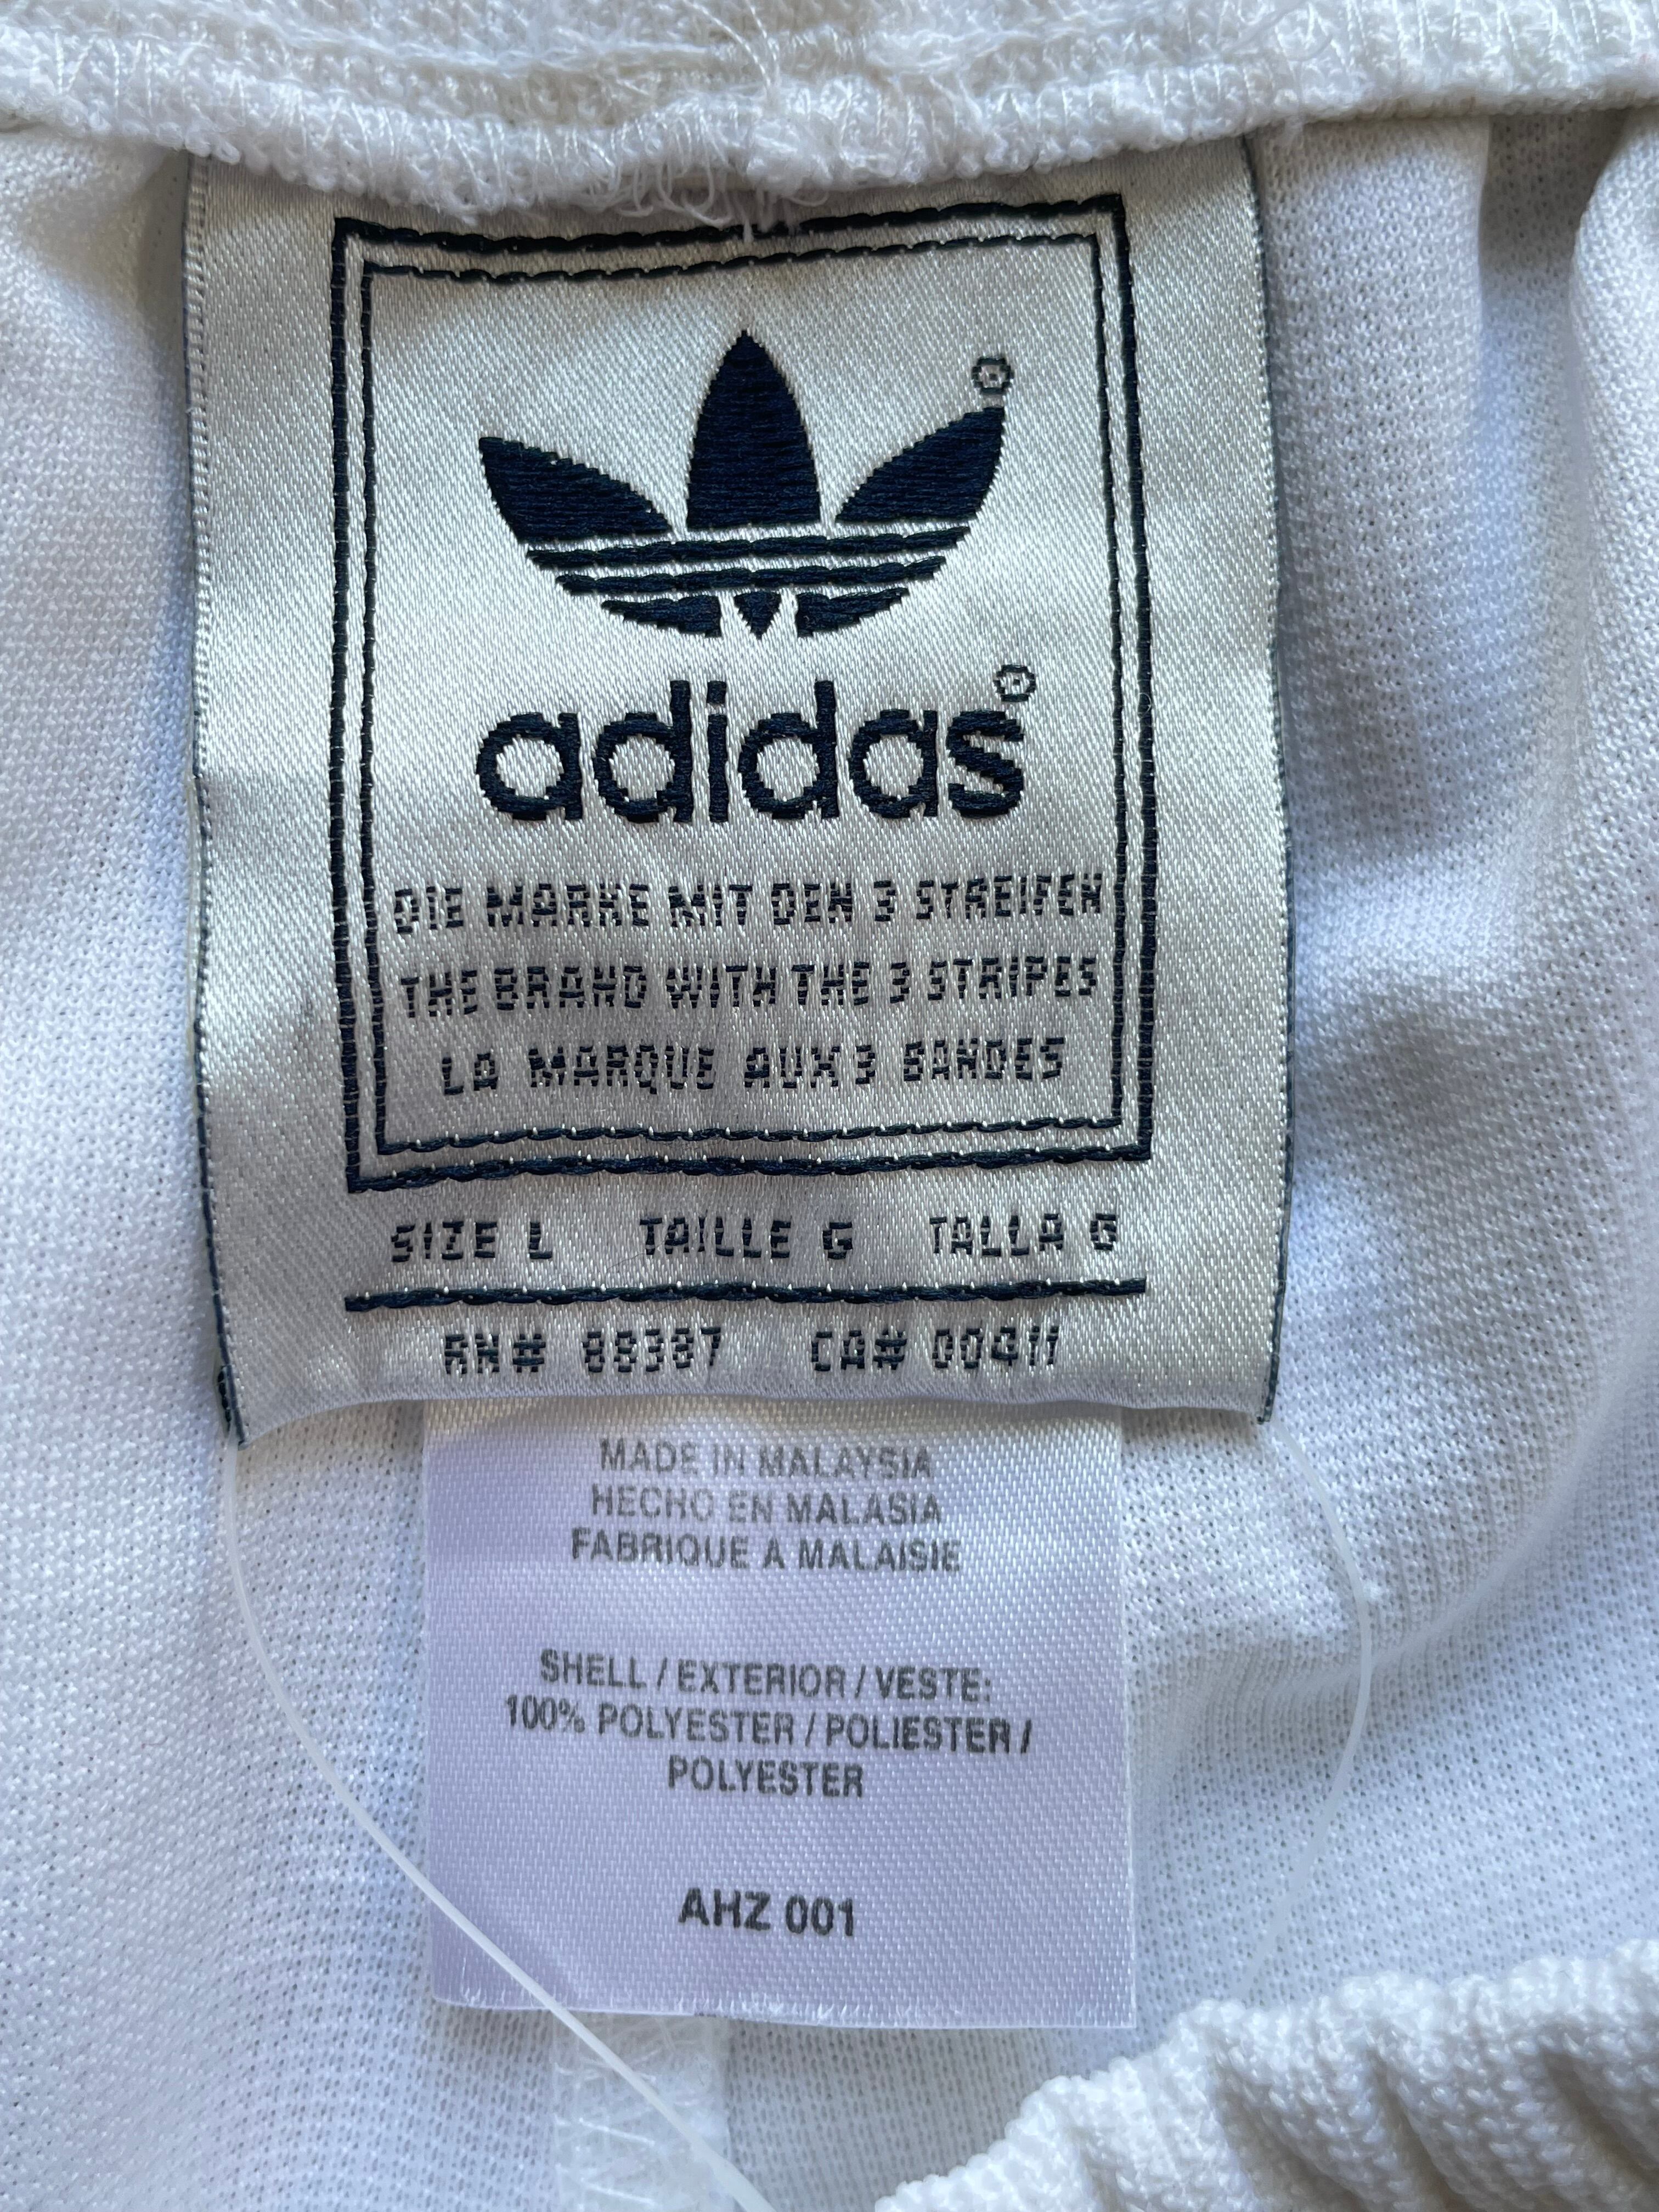 adidas®
DIE MARKE MIT DEN 3 STREIFEN
THE BRAND WITH THE 3 STRIPES
LA MARQUE AUX 3 BANDES
SIZE L TAILLE G TALLA G
RN# 88387 CA# 00411
MADE IN MALAYSIA
HECHO EN MALASIA
FABRIQUE A MALAISIE
SHELL / EXTERIOR / VESTE:
100% POLYESTER / POLIESTER /
POLYESTER
AHZ 001